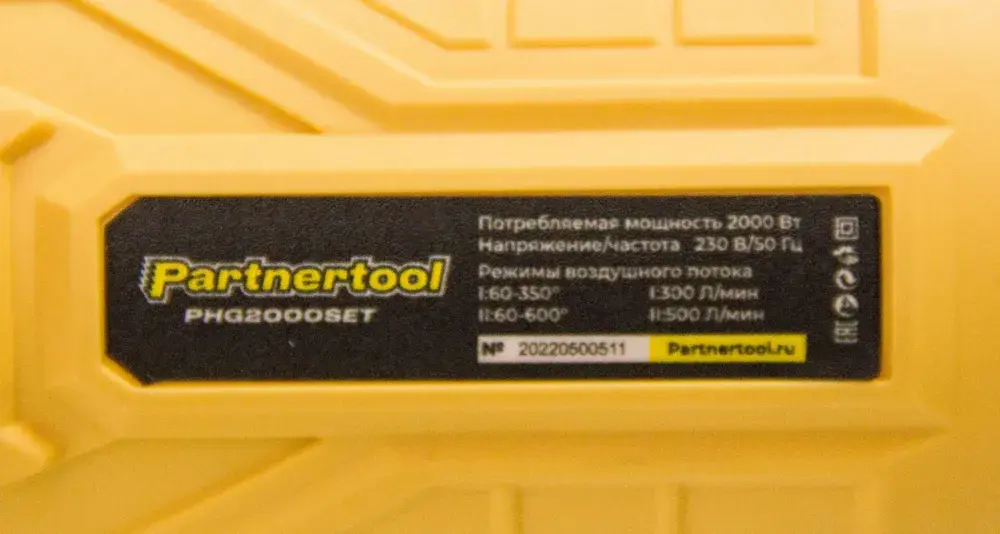 Partnertool
PHG2000SET
Потребляемая мощность 2000 Вт
Напряжение/частота 230 В/50 Гц
Режимы воздушного потока
I:60-350° I:300 Л/мин
II:60-600° II:500 Л/мин
№ 20220500511 Partnertool.ru
EAC